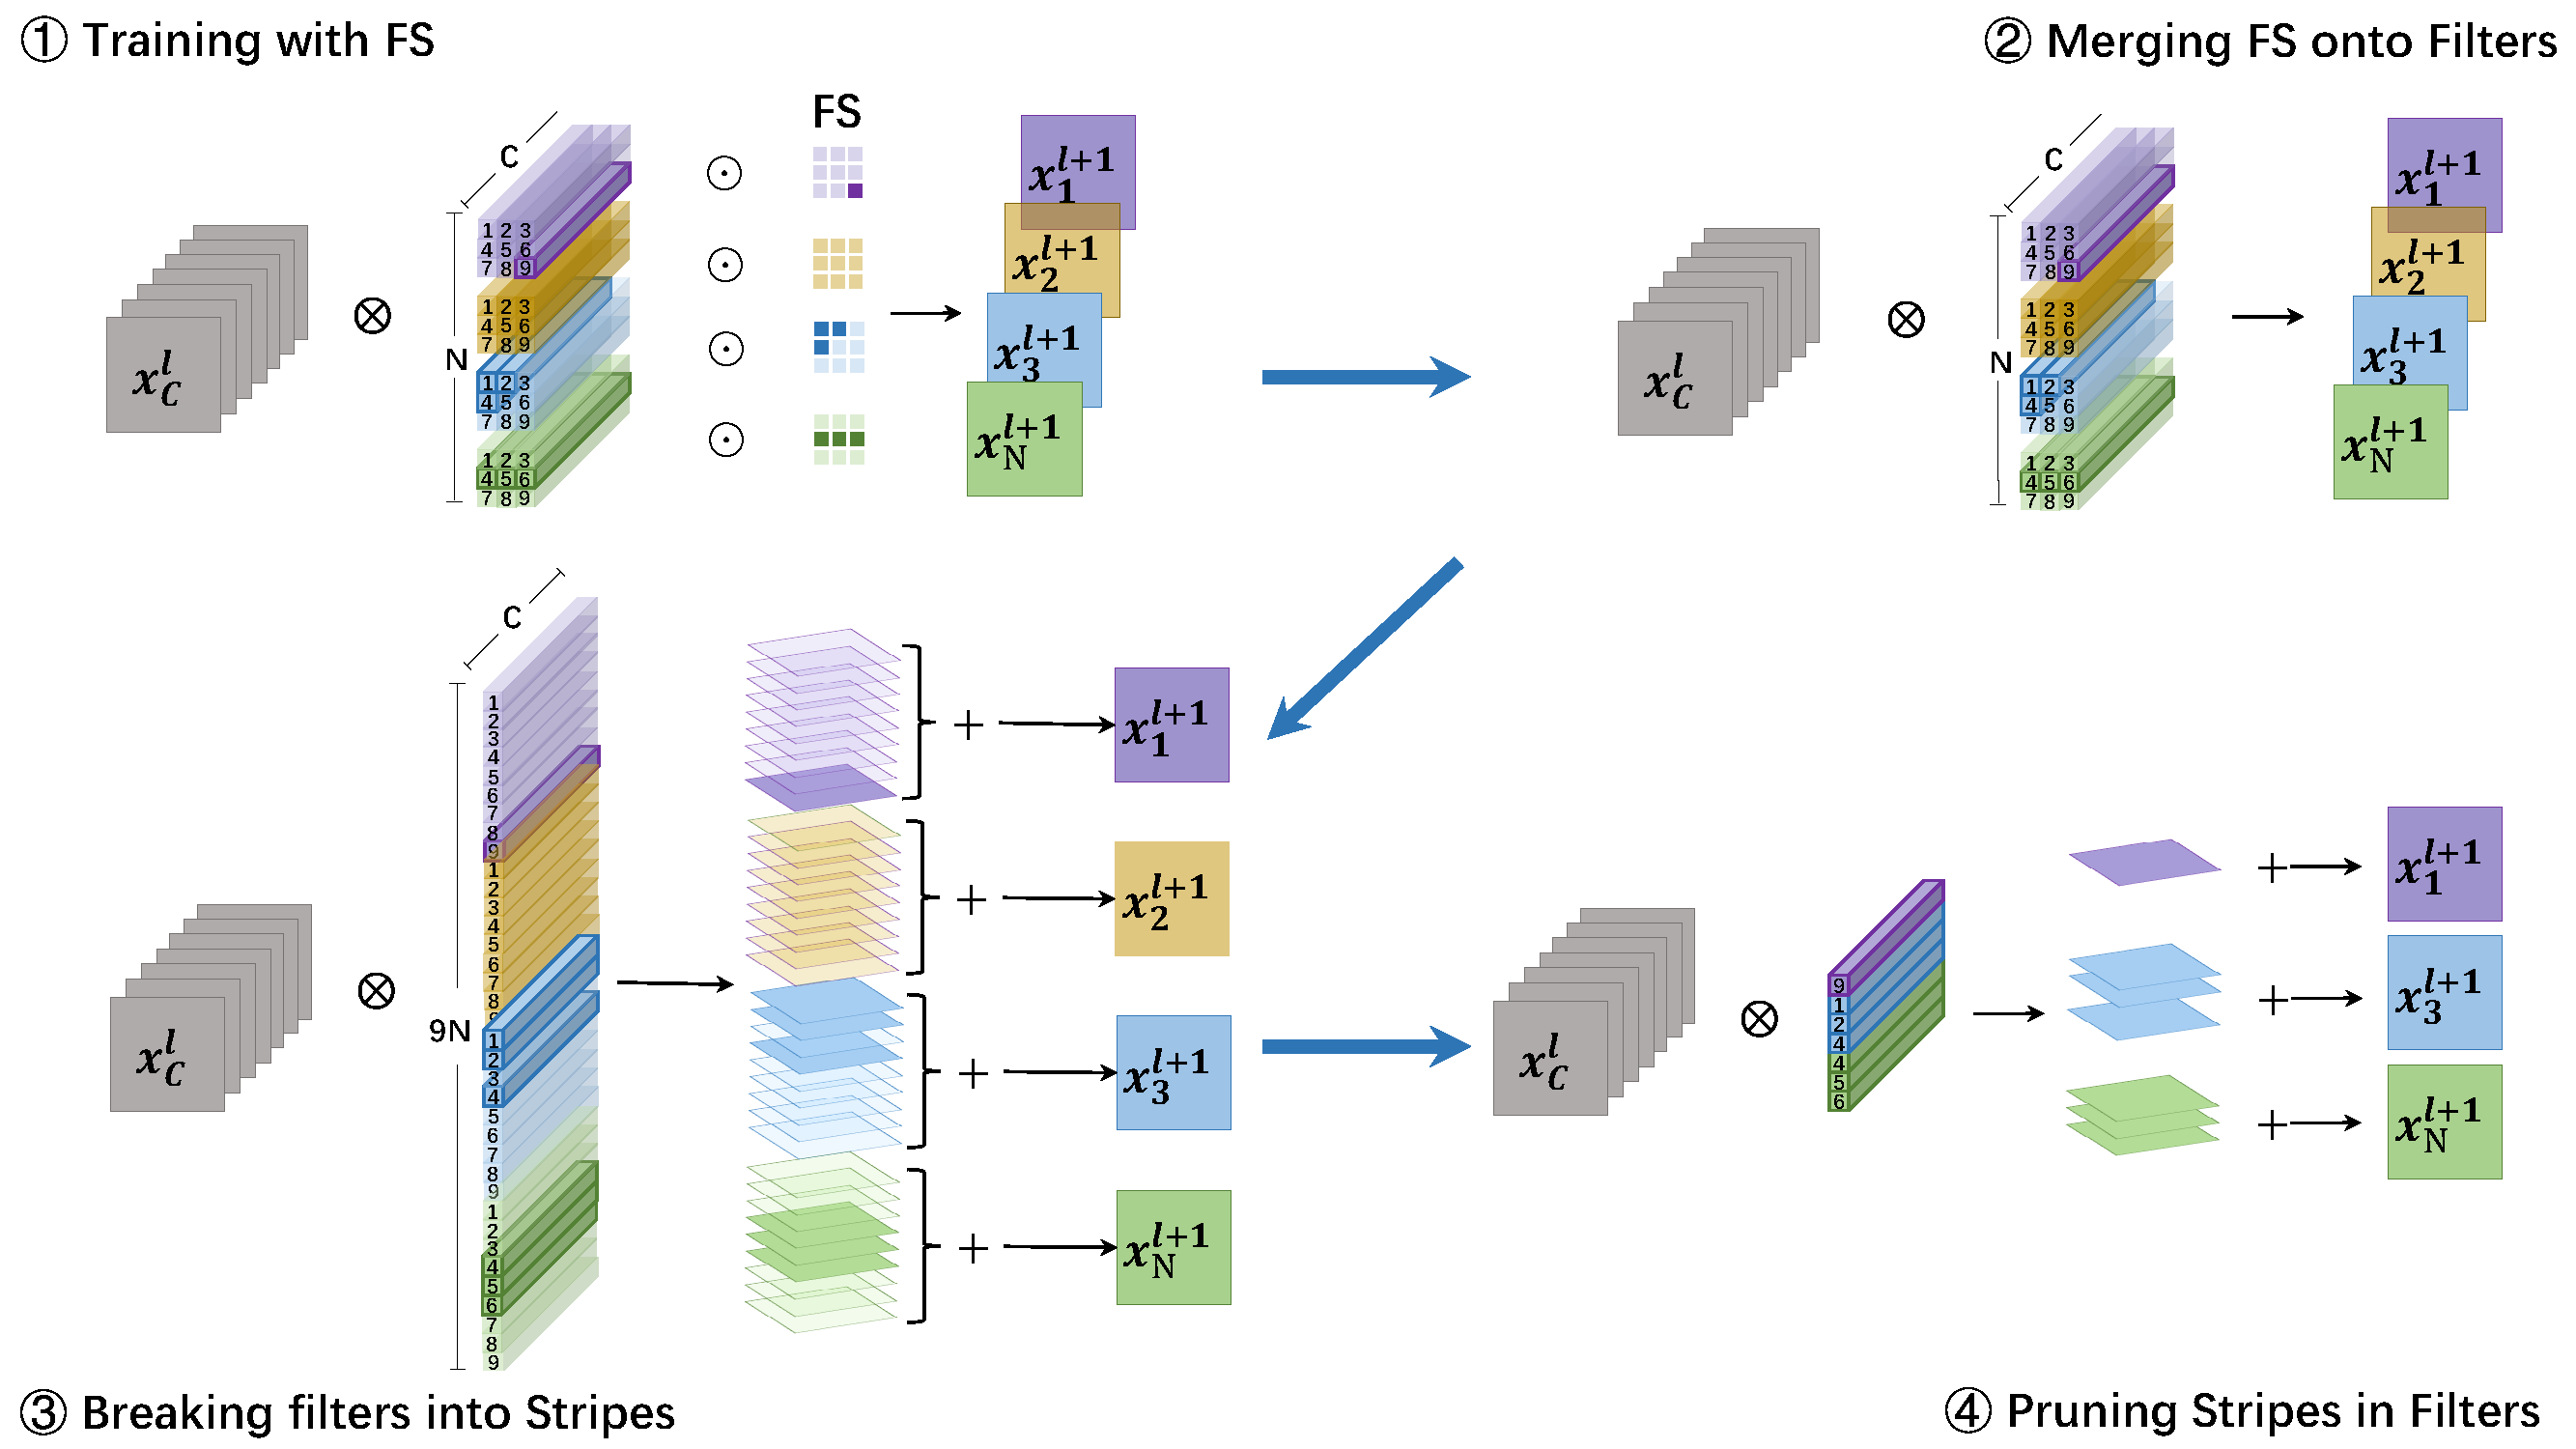 ① Training with FS
② Merging FS onto Filters
FS
C
N
1 2 3
4 5 6
7 8 9
1 2 3
4 5 6
7 8 9
1 2 3
4 5 6
7 8 9
1 2 3
4 5 6
7 8 9
x_C^l
⊗
⊙
⊙
⊙
⊙
x_1^{l+1}
x_2^{l+1}
x_3^{l+1}
x_N^{l+1}
x_C^l
⊗
C
N
1 2 3
4 5 6
7 8 9
1 2 3
4 5 6
7 8 9
1 2 3
4 5 6
7 8 9
1 2 3
4 5 6
7 8 9
x_1^{l+1}
x_2^{l+1}
x_3^{l+1}
x_N^{l+1}
x_C^l
⊗
C
9N
1
2
3
4
5
6
7
8
9
1
2
3
4
5
6
7
8
9
1
2
3
4
5
6
7
8
9
1
2
3
4
5
6
7
8
9
+ x_1^{l+1}
+ x_2^{l+1}
+ x_3^{l+1}
+ x_N^{l+1}
x_C^l
⊗
9
1
2
4
4
5
6
+ x_1^{l+1}
+ x_3^{l+1}
+ x_N^{l+1}
③ Breaking filters into Stripes
④ Pruning Stripes in Filters